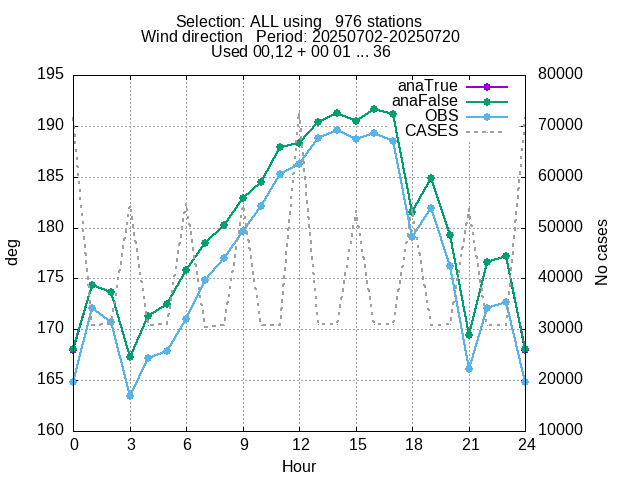 Selection: ALL using   976 stations
Wind direction   Period: 20250702-20250720
Used 00,12 + 00 01 ... 36
195
190
185
180
175
170
165
160
80000
70000
60000
50000
40000
30000
20000
10000
anaTrue
anaFalse
OBS
CASES
deg
No cases
0 3 6 9 12 15 18 21 24
Hour